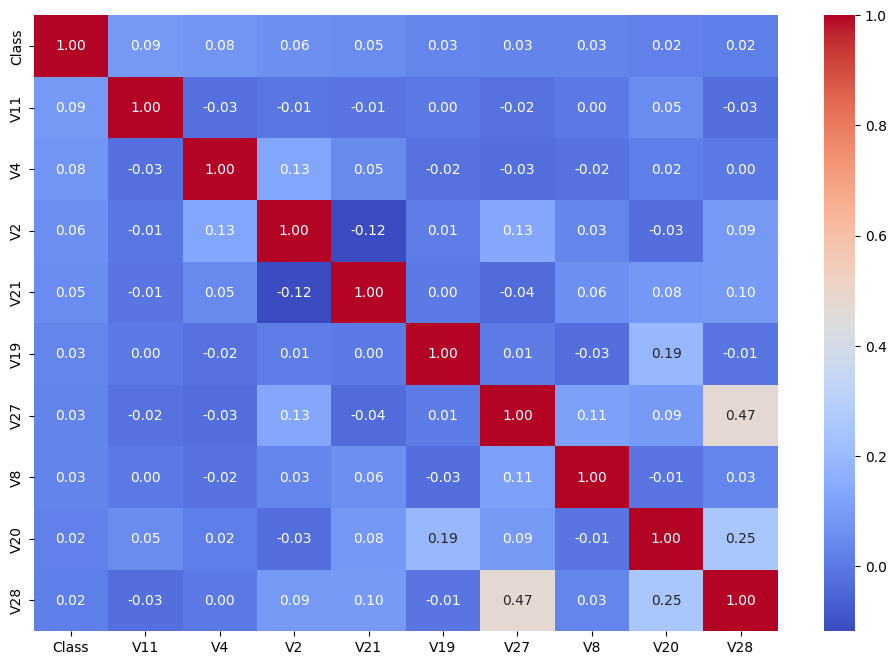 Class 1.00 0.09 0.08 0.06 0.05 0.03 0.03 0.03 0.02 0.02
V11 0.09 1.00 -0.03 -0.01 -0.01 0.00 -0.02 0.00 0.05 -0.03
V4 0.08 -0.03 1.00 0.13 0.05 -0.02 -0.03 -0.02 0.02 0.00
V2 0.06 -0.01 0.13 1.00 -0.12 0.01 0.13 0.03 -0.03 0.09
V21 0.05 -0.01 0.05 -0.12 1.00 0.00 -0.04 0.06 0.08 0.10
V19 0.03 0.00 -0.02 0.01 0.00 1.00 0.01 -0.03 0.19 -0.01
V27 0.03 -0.02 -0.03 0.13 -0.04 0.01 1.00 0.11 0.09 0.47
V8 0.03 0.00 -0.02 0.03 0.06 -0.03 0.11 1.00 -0.01 0.03
V20 0.02 0.05 0.02 -0.03 0.08 0.19 0.09 -0.01 1.00 0.25
V28 0.02 -0.03 0.00 0.09 0.10 -0.01 0.47 0.03 0.25 1.00
Class V11 V4 V2 V21 V19 V27 V8 V20 V28
1.0
0.8
0.6
0.4
0.2
0.0